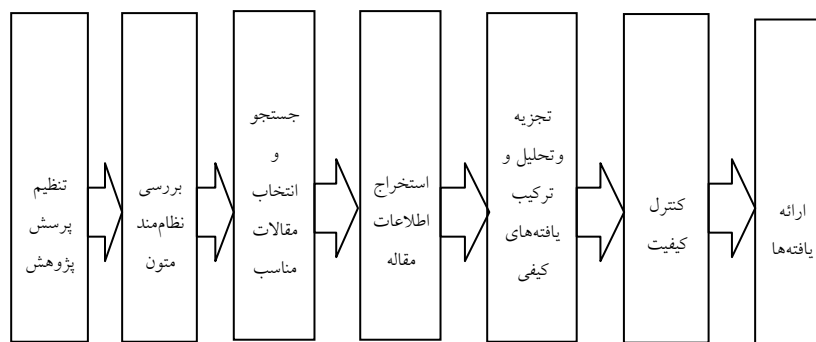 تنظیم
پرسش
پژوهش
بررسی
نظام‌مند
متون
جستجو
و
انتخاب
مقالات
مناسب
استخراج
اطلاعات
مقاله
تجزیه
وتحلیل و
ترکیب
یافته‌های
کیفی
کنترل
کیفیت
ارائه
یافته‌ها